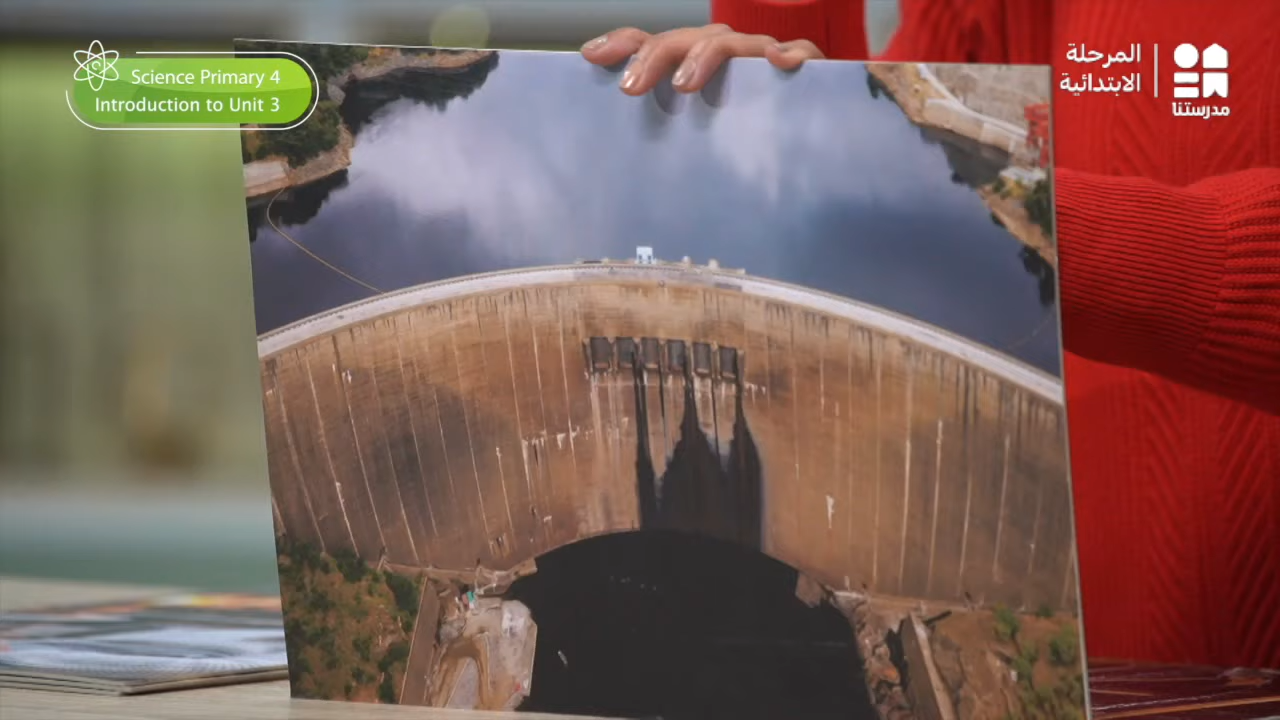 Science Primary 4
Introduction to Unit 3
المرحلة
الابتدائية
مدرستنا